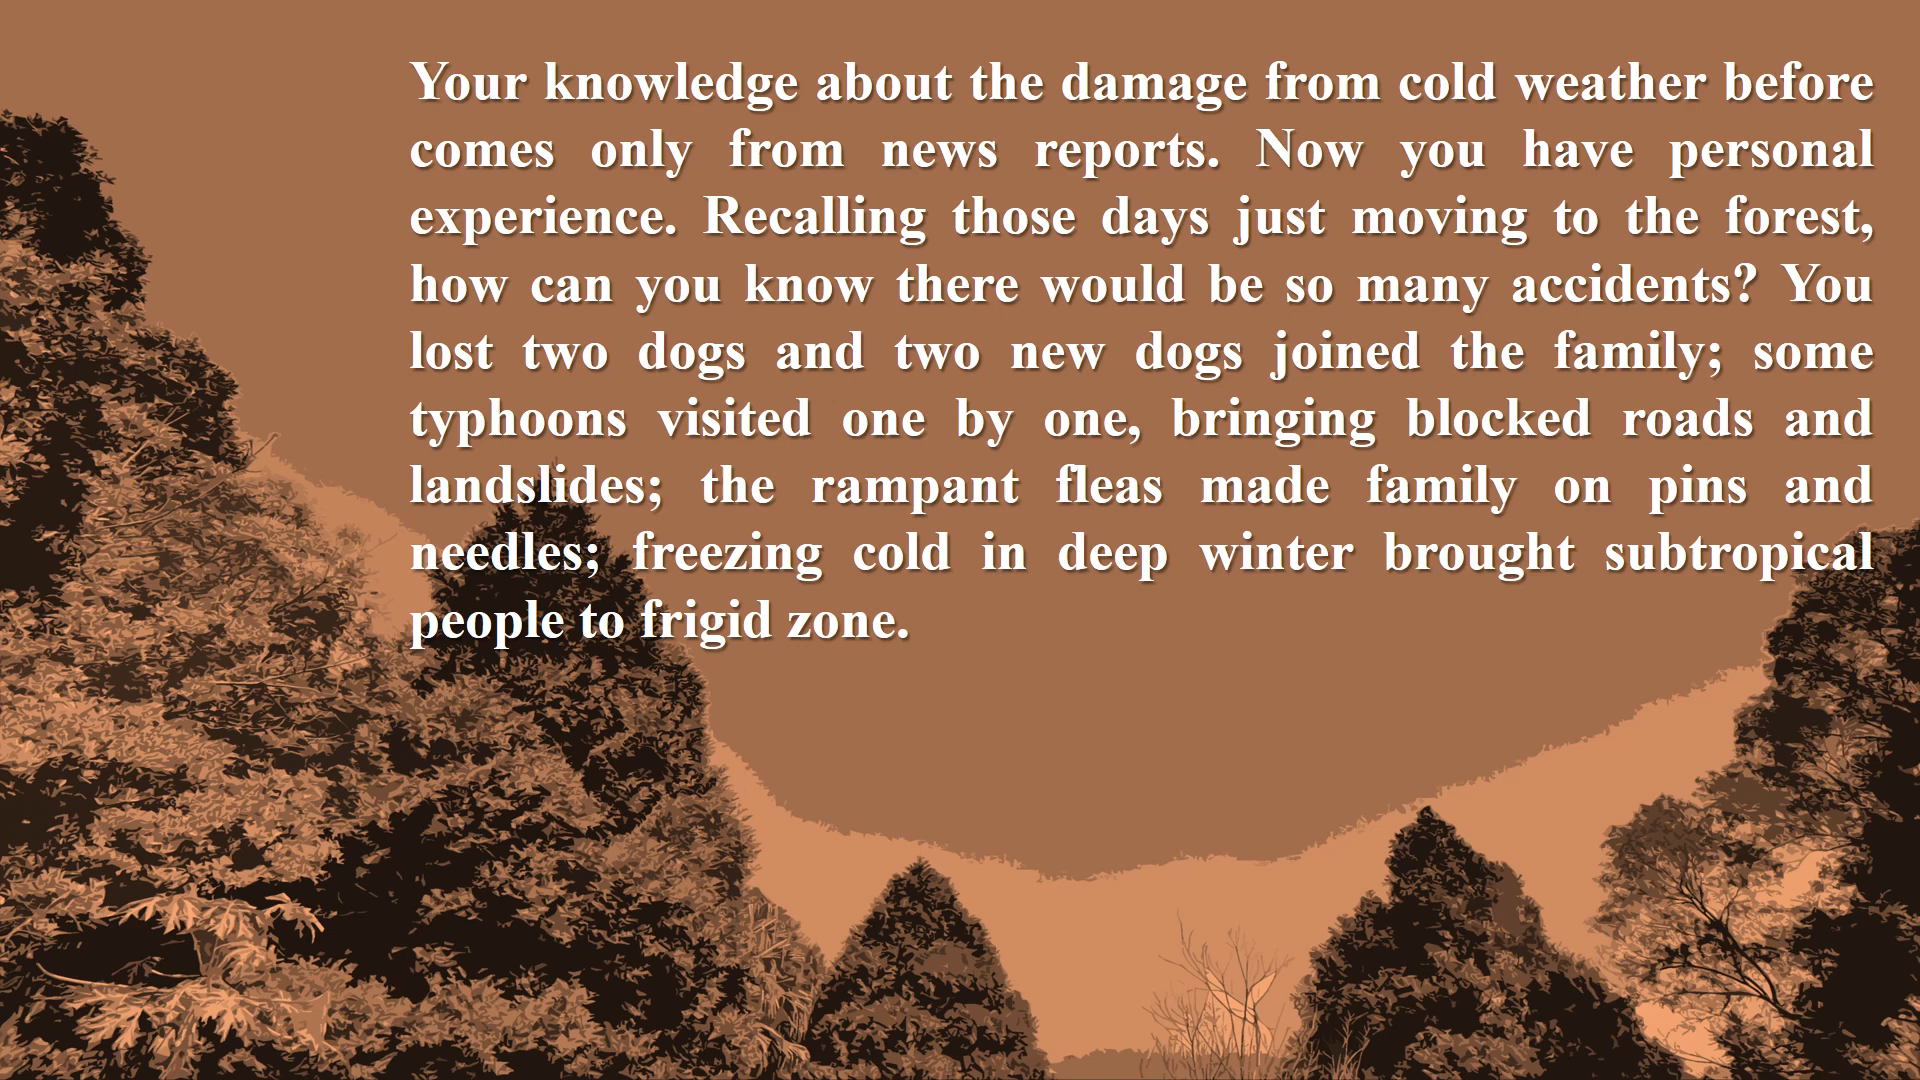 Your knowledge about the damage from cold weather before
comes only from news reports. Now you have personal
experience. Recalling those days just moving to the forest,
how can you know there would be so many accidents? You
lost two dogs and two new dogs joined the family; some
typhoons visited one by one, bringing blocked roads and
landslides; the rampant fleas made family on pins and
needles; freezing cold in deep winter brought subtropical
people to frigid zone.